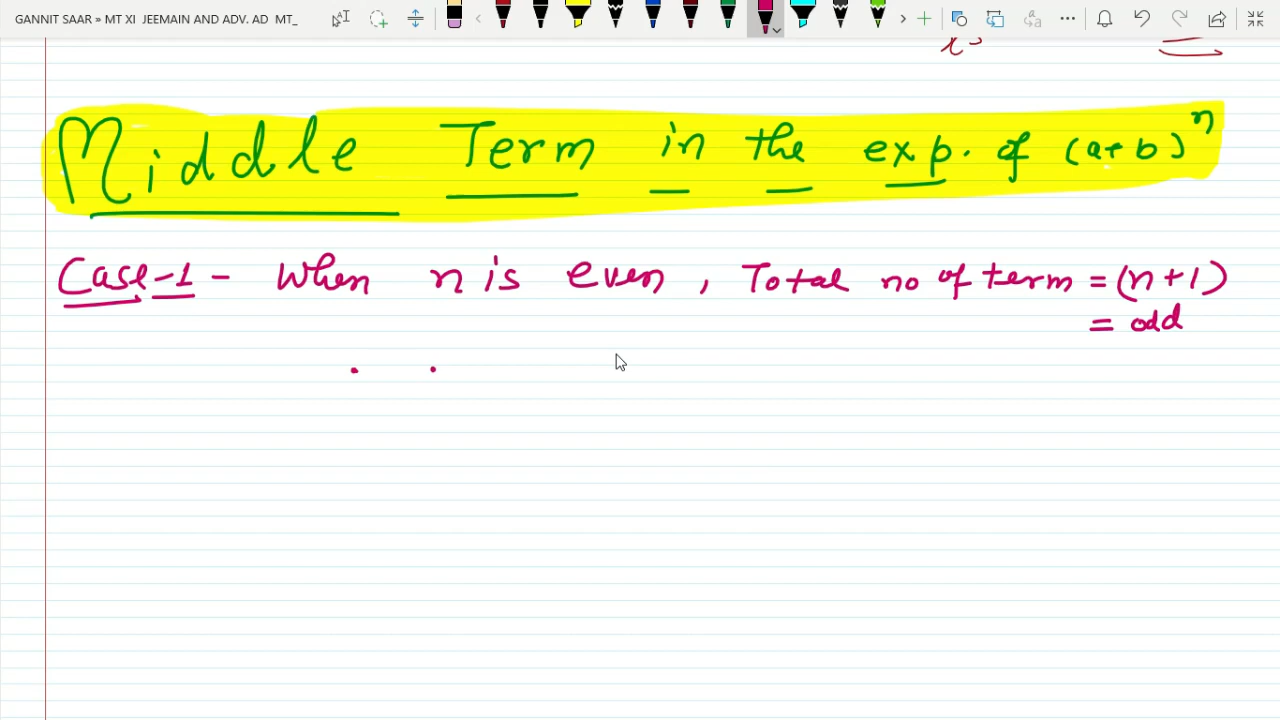 GANNIT SAAR » MT XI JEEMAIN AND ADV. AD MT_
Middle Term in the exp. of (a+b)^n
Case-1 - When n is even, Total no of term = (n+1)
= odd